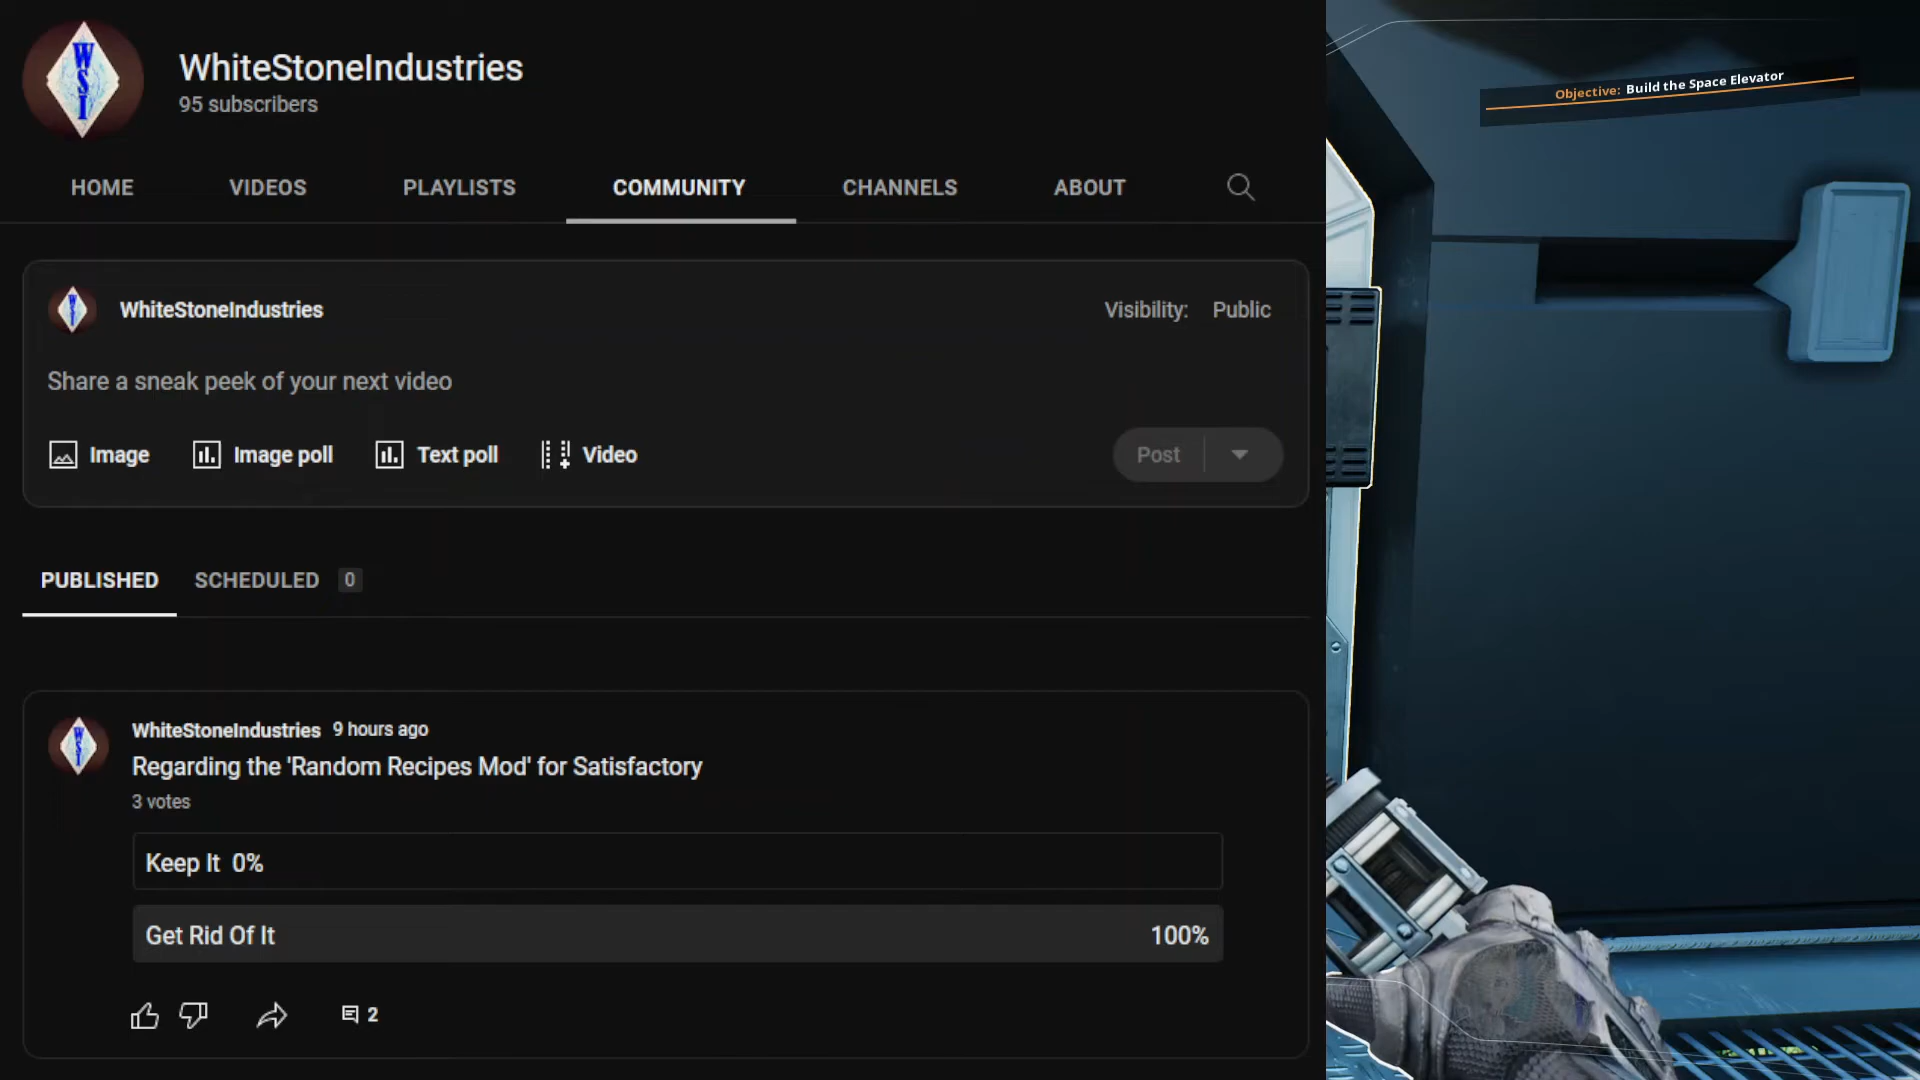 WSI
WhiteStoneIndustries
95 subscribers
HOME VIDEOS PLAYLISTS COMMUNITY CHANNELS ABOUT
WhiteStoneIndustries Visibility: Public
Share a sneak peek of your next video
Image Image poll Text poll Video Post
PUBLISHED SCHEDULED 0
WhiteStoneIndustries 9 hours ago
Regarding the 'Random Recipes Mod' for Satisfactory
3 votes
Keep It 0%
Get Rid Of It 100%
2
Objective: Build the Space Elevator